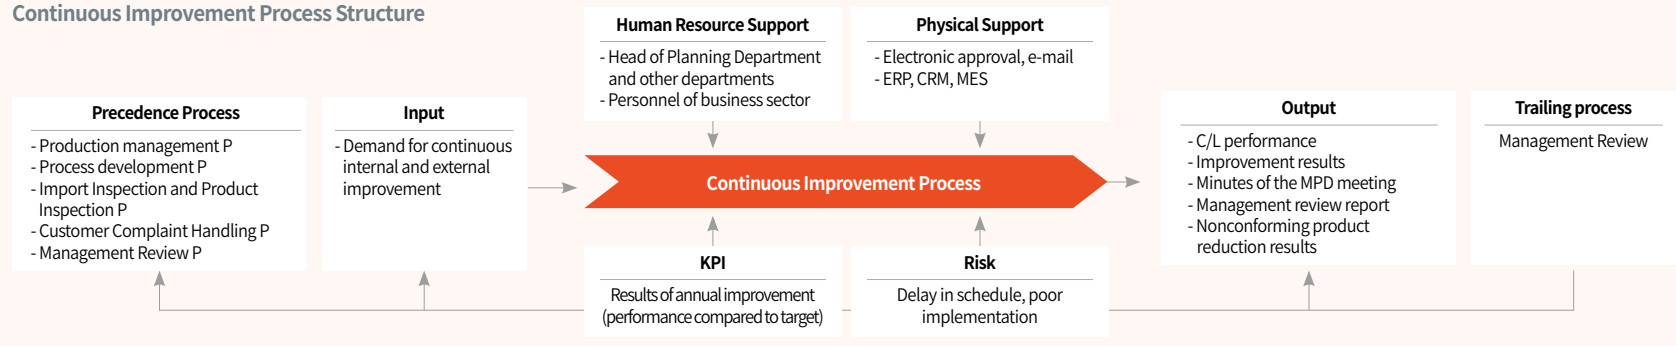 Continuous Improvement Process Structure
Precedence Process
- Production management P
- Process development P
- Import Inspection and Product
Inspection P
- Customer Complaint Handling P
- Management Review P
Input
- Demand for continuous
internal and external
improvement
Human Resource Support
- Head of Planning Department
and other departments
- Personnel of business sector
Physical Support
- Electronic approval, e-mail
- ERP, CRM, MES
Continuous Improvement Process
KPI
Results of annual improvement
(performance compared to target)
Risk
Delay in schedule, poor
implementation
Output
- C/L performance
- Improvement results
- Minutes of the MPD meeting
- Management review report
- Nonconforming product
reduction results
Trailing process
Management Review